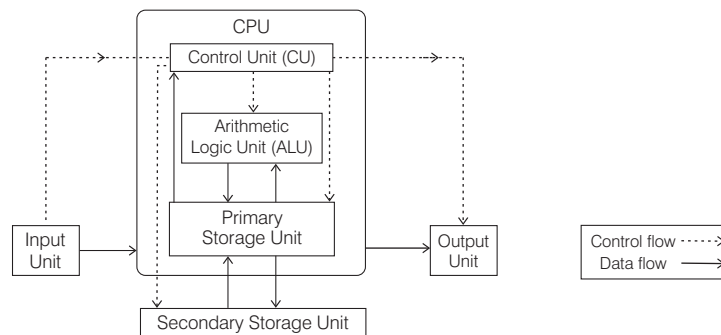 CPU
Control Unit (CU)
Arithmetic
Logic Unit (ALU)
Primary
Storage Unit
Input
Unit
Output
Unit
Secondary Storage Unit
Control flow
Data flow